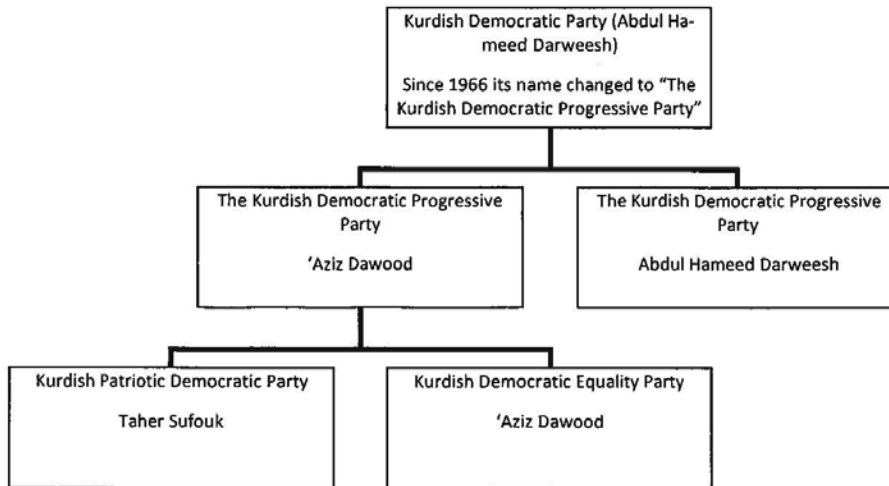 Kurdish Democratic Party (Abdul Ha-
meed Darweesh)
Since 1966 its name changed to “The
Kurdish Democratic Progressive Party”
The Kurdish Democratic Progressive
Party
‘Aziz Dawood
The Kurdish Democratic Progressive
Party
Abdul Hameed Darweesh
Kurdish Patriotic Democratic Party
Taher Sufouk
Kurdish Democratic Equality Party
‘Aziz Dawood